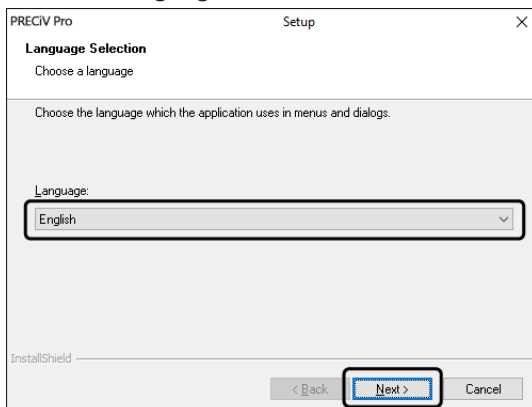 PRECiV Pro Setup
Language Selection
Choose a language
Choose the language which the application uses in menus and dialogs.
Language:
English
InstallShield
< Back Next > Cancel